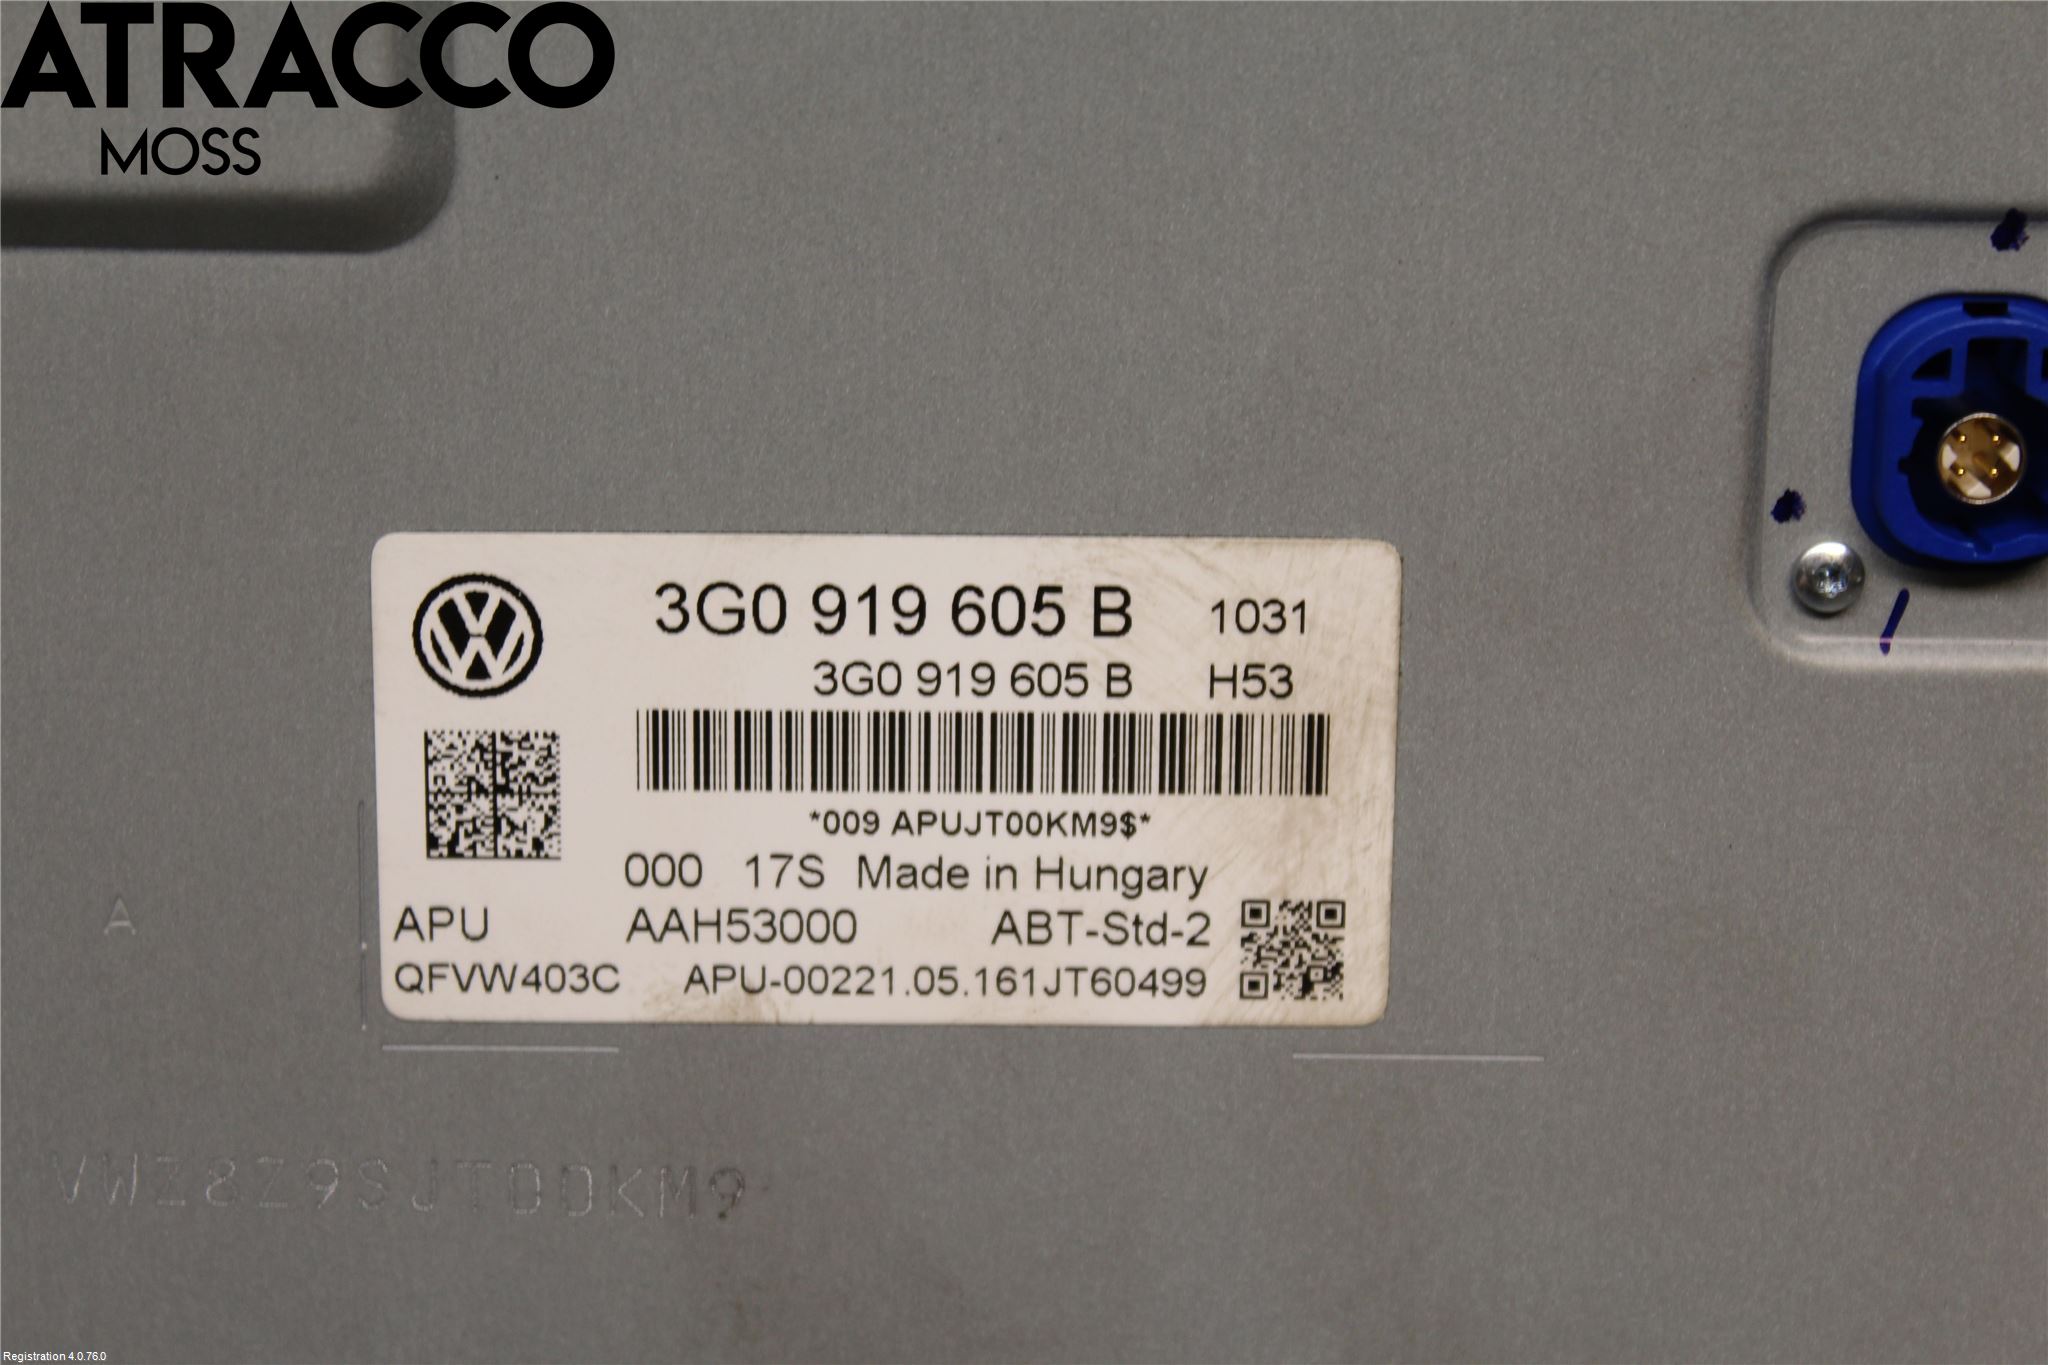 ATRACCO
MOSS
3G0 919 605 B 1031
3G0 919 605 B H53
*009 APUJT00KM9$*
000 17S Made in Hungary
APU AAH53000 ABT-Std-2
QFVW403C APU-00221.05.161JT60499
A
VWZ8Z9SJT00KM9
Registration 4.0.76.0